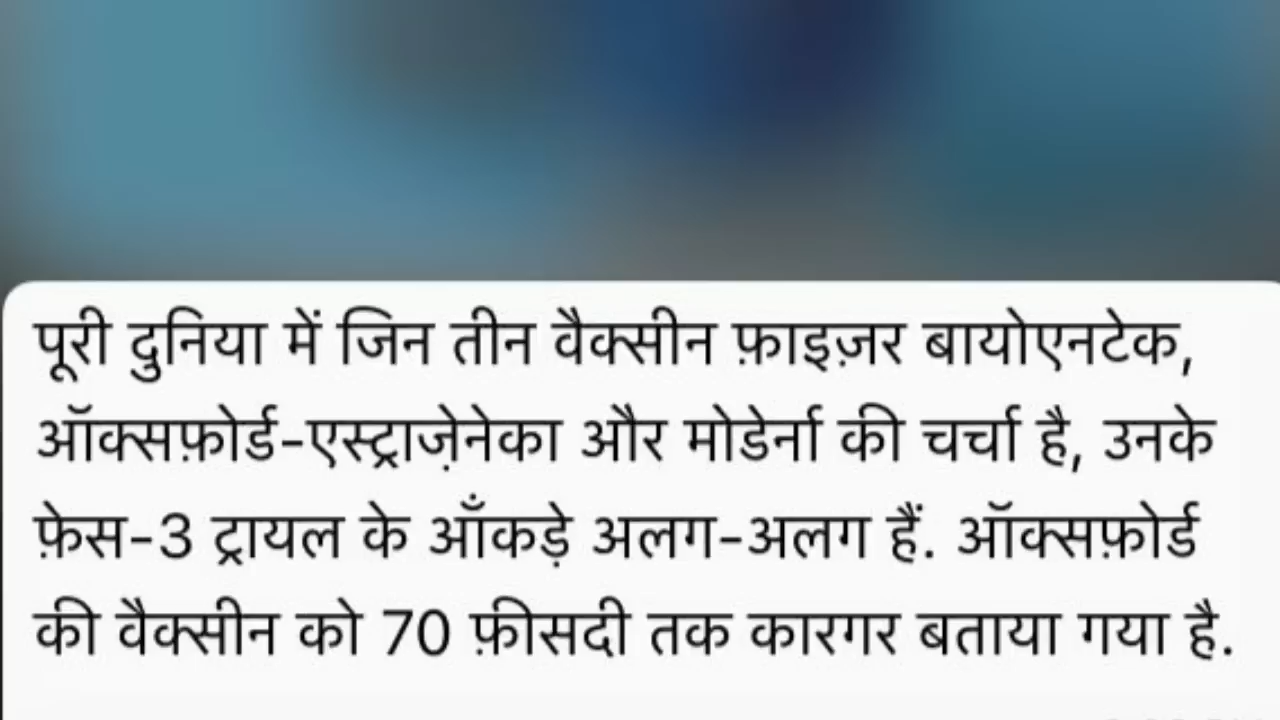 पूरी दुनिया में जिन तीन वैक्सीन फ़ाइज़र बायोएनटेक,
ऑक्सफ़ोर्ड-एस्ट्राज़ेनेका और मोडेर्ना की चर्चा है, उनके
फ़ेस-3 ट्रायल के आँकड़े अलग-अलग हैं. ऑक्सफ़ोर्ड
की वैक्सीन को 70 फ़ीसदी तक कारगर बताया गया है.